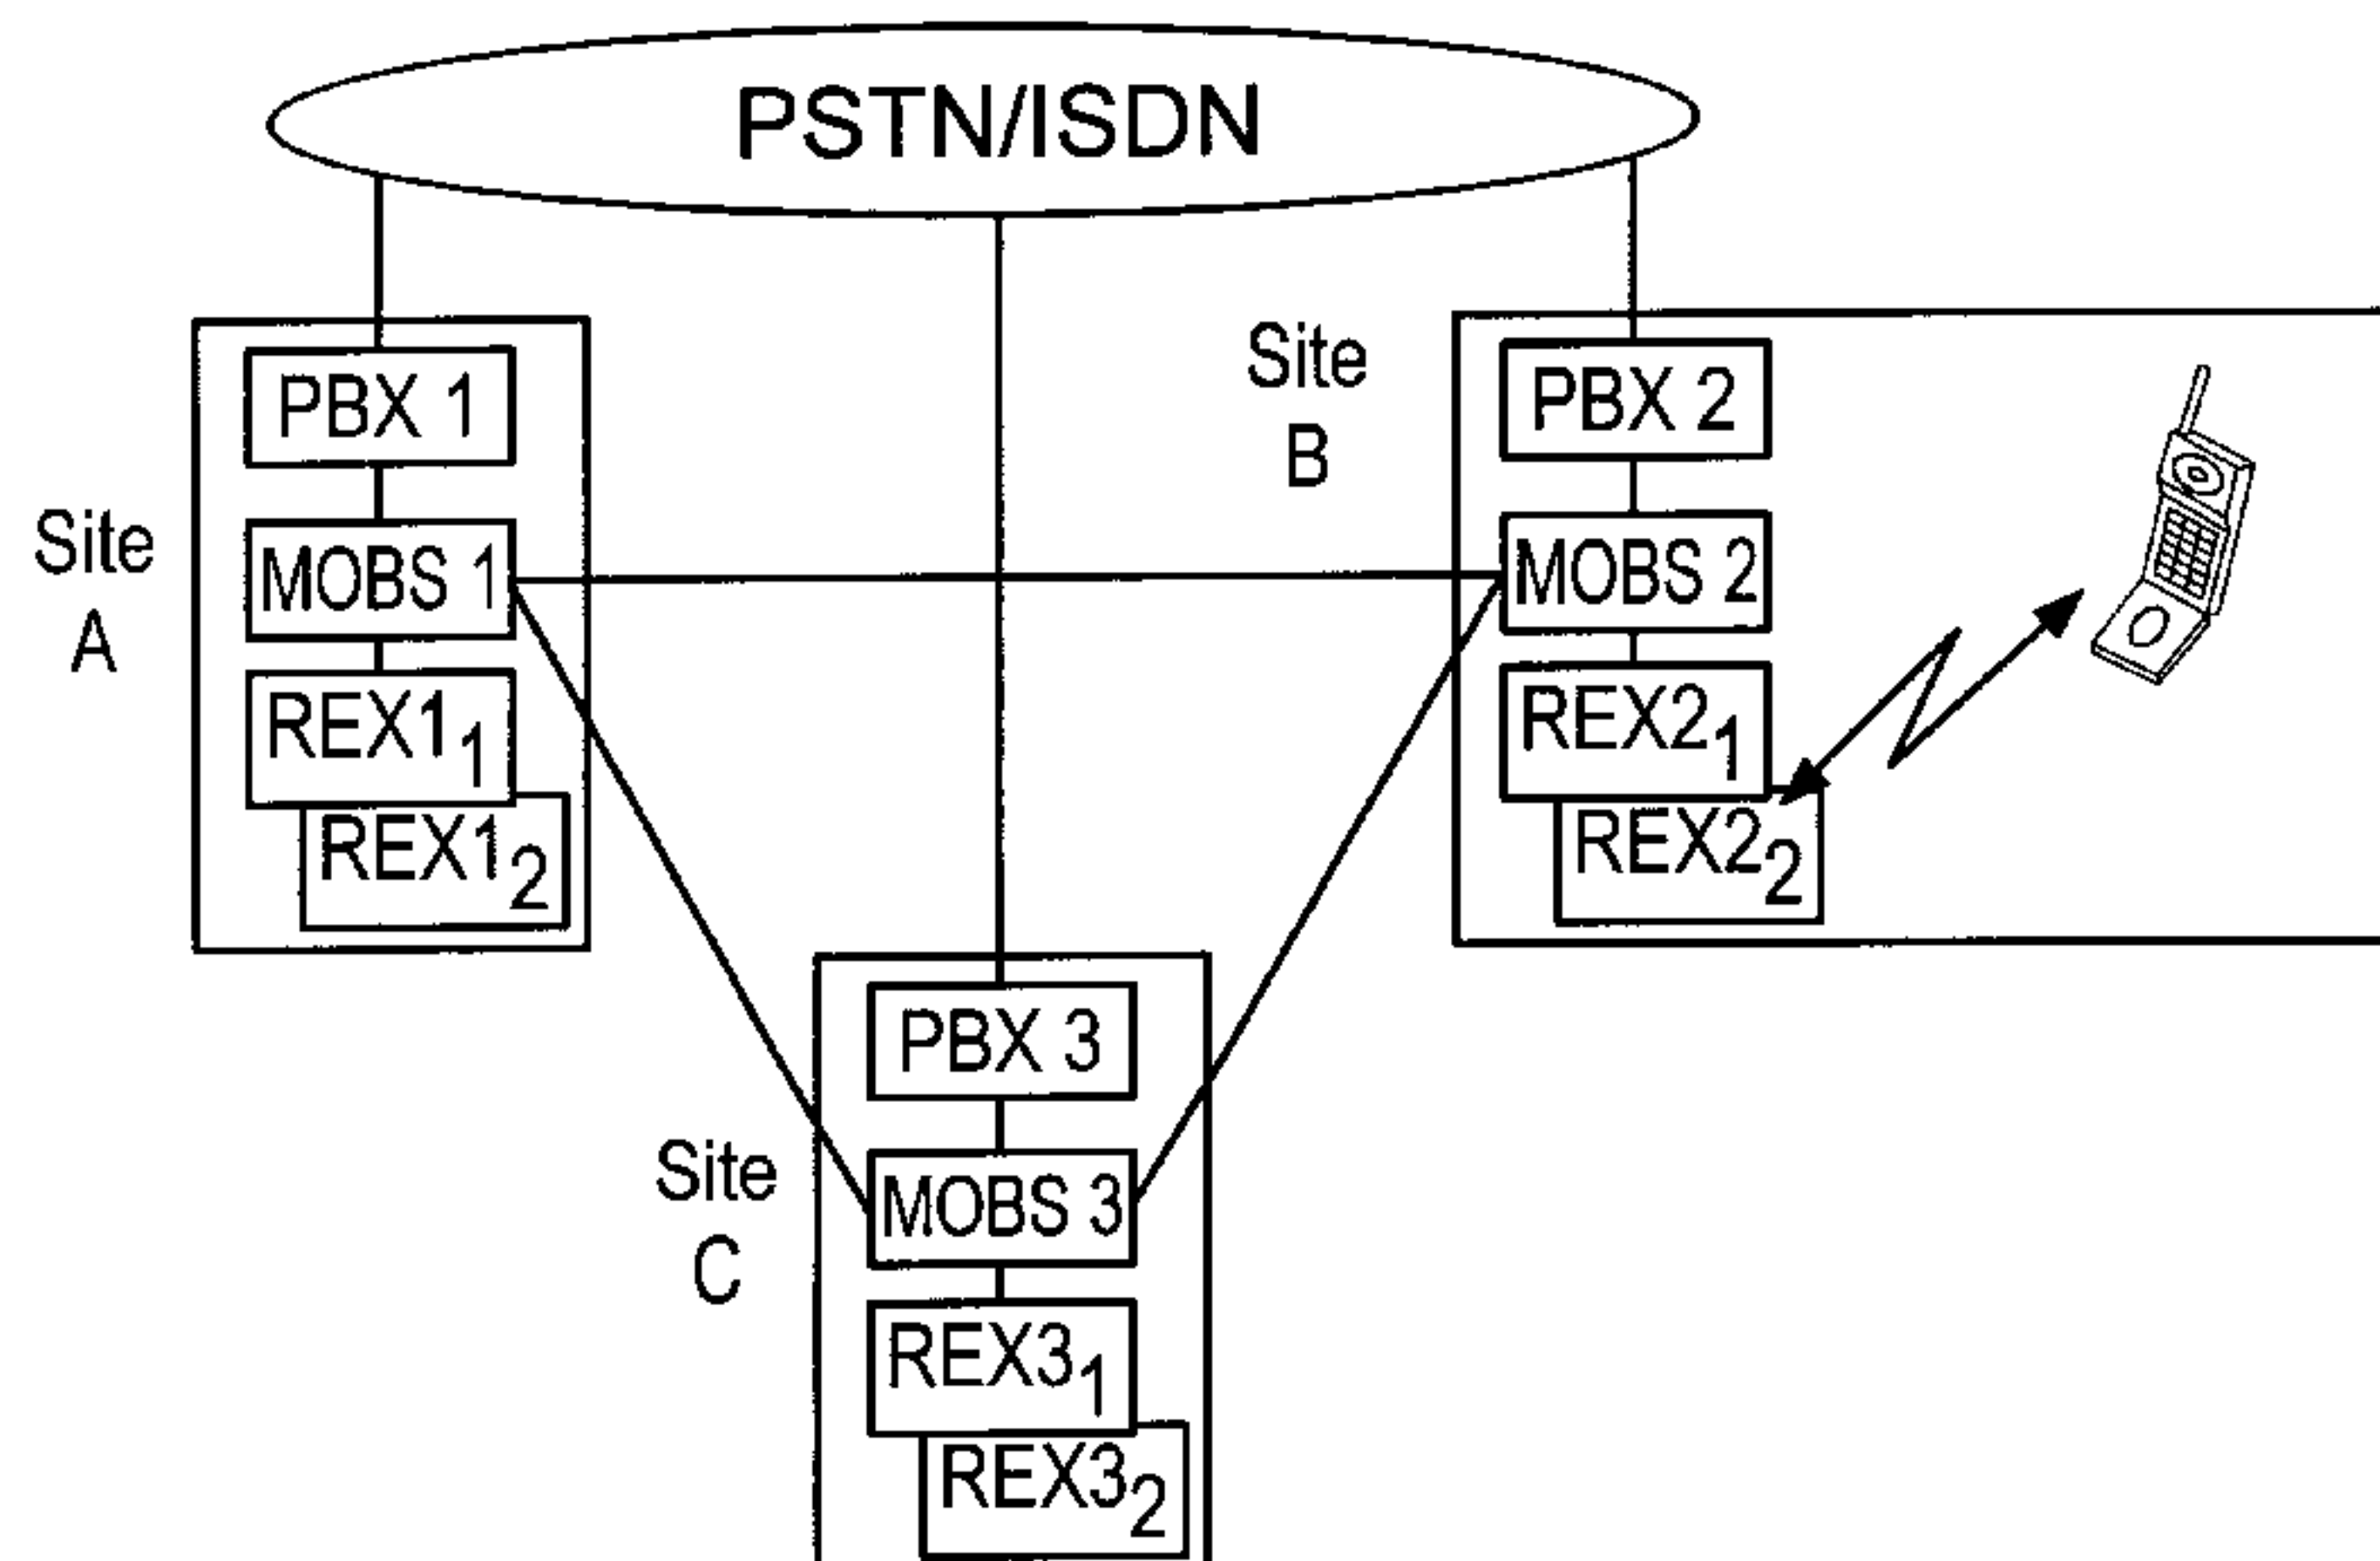 PSTN/ISDN
Site
A
PBX 1
MOBS 1
REX1₁
REX1₂
Site
B
PBX 2
MOBS 2
REX2₁
REX2₂
Site
C
PBX 3
MOBS 3
REX3₁
REX3₂